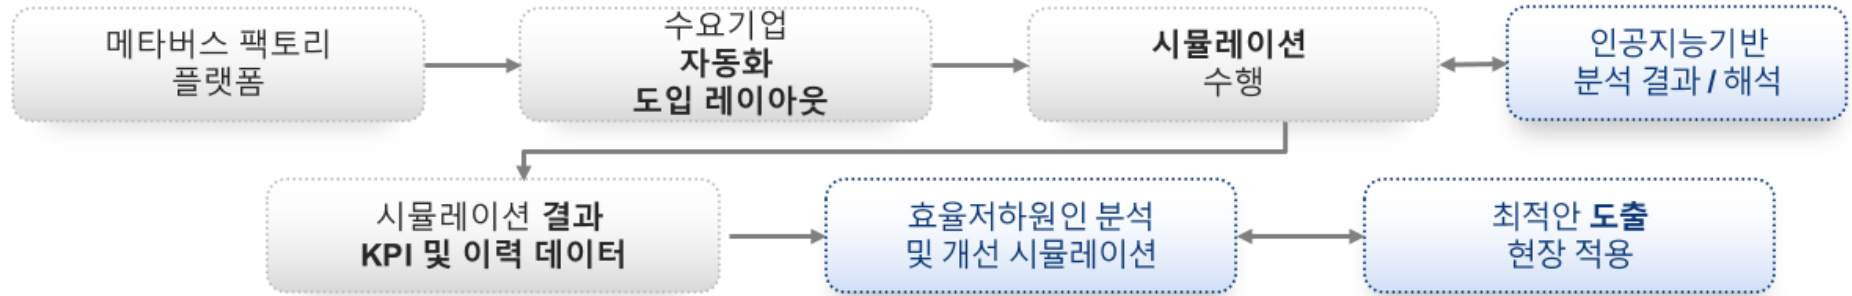 메타버스 팩토리
플랫폼
수요기업
자동화
도입 레이아웃
시뮬레이션
수행
인공지능기반
분석 결과 / 해석
시뮬레이션 결과
KPI 및 이력 데이터
효율저하원인 분석
및 개선 시뮬레이션
최적안 도출
현장 적용